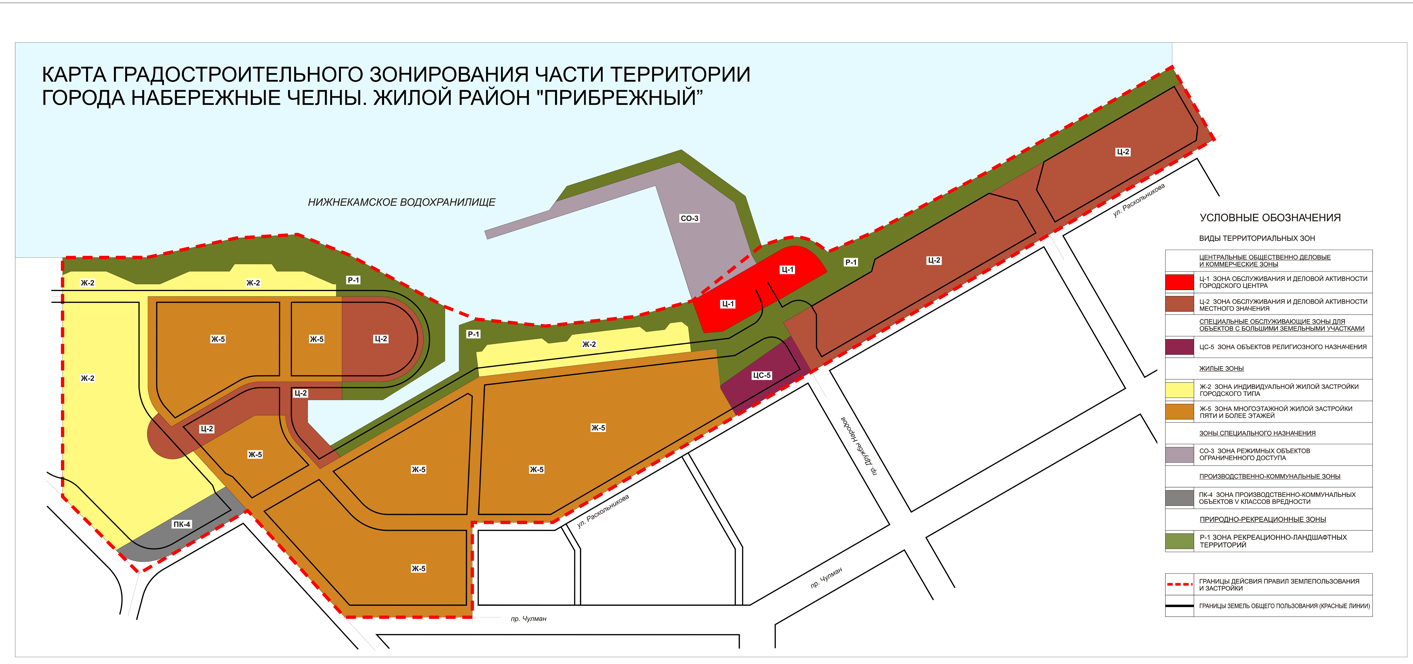 КАРТА ГРАДОСТРОИТЕЛЬНОГО ЗОНИРОВАНИЯ ЧАСТИ ТЕРРИТОРИИ
ГОРОДА НАБЕРЕЖНЫЕ ЧЕЛНЫ. ЖИЛОЙ РАЙОН "ПРИБРЕЖНЫЙ”
Ц-2
ул. Раскольникова
НИЖНЕКАМСКОЕ ВОДОХРАНИЛИЩЕ
СО-3
Ц-2
Р-1
Ц-1
Ц-1
Р-1
Ж-2
Ж-2
Р-1
Ж-2
Ж-5
Ж-5
Ц-2
Ж-2
ЦС-5
Ц-2
Ц-2
Ж-5
Ж-5
Ж-5
Ж-5
пр. Дружбы Народов
ПК-4
ул. Раскольникова
Ж-5
пр. Чулман
пр. Чулман
УСЛОВНЫЕ ОБОЗНАЧЕНИЯ
ВИДЫ ТЕРРИТОРИАЛЬНЫХ ЗОН
ЦЕНТРАЛЬНЫЕ ОБЩЕСТВЕННО ДЕЛОВЫЕ
И КОММЕРЧЕСКИЕ ЗОНЫ
Ц-1 ЗОНА ОБСЛУЖИВАНИЯ И ДЕЛОВОЙ АКТИВНОСТИ
ГОРОДСКОГО ЦЕНТРА
Ц-2 ЗОНА ОБСЛУЖИВАНИЯ И ДЕЛОВОЙ АКТИВНОСТИ
МЕСТНОГО ЗНАЧЕНИЯ
СПЕЦИАЛЬНЫЕ ОБСЛУЖИВАЮЩИЕ ЗОНЫ ДЛЯ
ОБЪЕКТОВ С БОЛЬШИМИ ЗЕМЕЛЬНЫМИ УЧАСТКАМИ
ЦС-5 ЗОНА ОБЪЕКТОВ РЕЛИГИОЗНОГО НАЗНАЧЕНИЯ
ЖИЛЫЕ ЗОНЫ
Ж-2 ЗОНА ИНДИВИДУАЛЬНОЙ ЖИЛОЙ ЗАСТРОЙКИ
ГОРОДСКОГО ТИПА
Ж-5 ЗОНА МНОГОЭТАЖНОЙ ЖИЛОЙ ЗАСТРОЙКИ
ПЯТИ И БОЛЕЕ ЭТАЖЕЙ
ЗОНЫ СПЕЦИАЛЬНОГО НАЗНАЧЕНИЯ
СО-3 ЗОНА РЕЖИМНЫХ ОБЪЕКТОВ
ОГРАНИЧЕННОГО ДОСТУПА
ПРОИЗВОДСТВЕННО-КОММУНАЛЬНЫЕ ЗОНЫ
ПК-4 ЗОНА ПРОИЗВОДСТВЕННО-КОММУНАЛЬНЫХ
ОБЪЕКТОВ V КЛАССОВ ВРЕДНОСТИ
ПРИРОДНО-РЕКРЕАЦИОННЫЕ ЗОНЫ
Р-1 ЗОНА РЕКРЕАЦИОННО-ЛАНДШАФТНЫХ
ТЕРРИТОРИЙ
ГРАНИЦЫ ДЕЙСВИЯ ПРАВИЛ ЗЕМЛЕПОЛЬЗОВАНИЯ
И ЗАСТРОЙКИ
ГРАНИЦЫ ЗЕМЕЛЬ ОБЩЕГО ПОЛЬЗОВАНИЯ (КРАСНЫЕ ЛИНИИ)